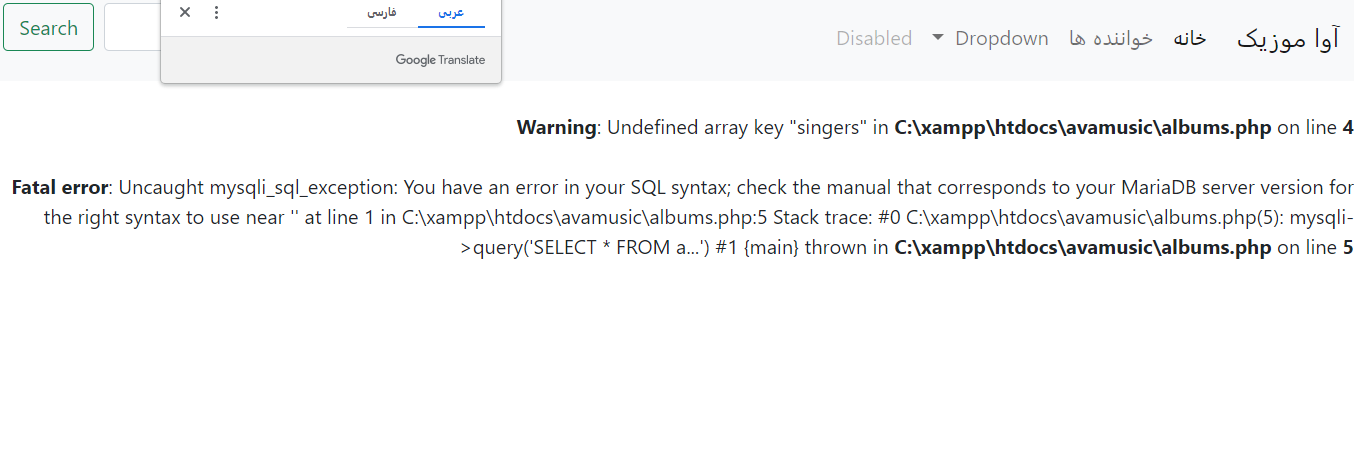 آوا موزیک خانه خواننده ها Dropdown Disabled Search
عربی فارسی
Google Translate
Warning: Undefined array key "singers" in C:\xampp\htdocs\avamusic\albums.php on line 4
Fatal error: Uncaught mysqli_sql_exception: You have an error in your SQL syntax; check the manual that corresponds to your MariaDB server version for
the right syntax to use near '' at line 1 in C:\xampp\htdocs\avamusic\albums.php:5 Stack trace: #0 C:\xampp\htdocs\avamusic\albums.php(5): mysqli-
>query('SELECT * FROM a...') #1 {main} thrown in C:\xampp\htdocs\avamusic\albums.php on line 5